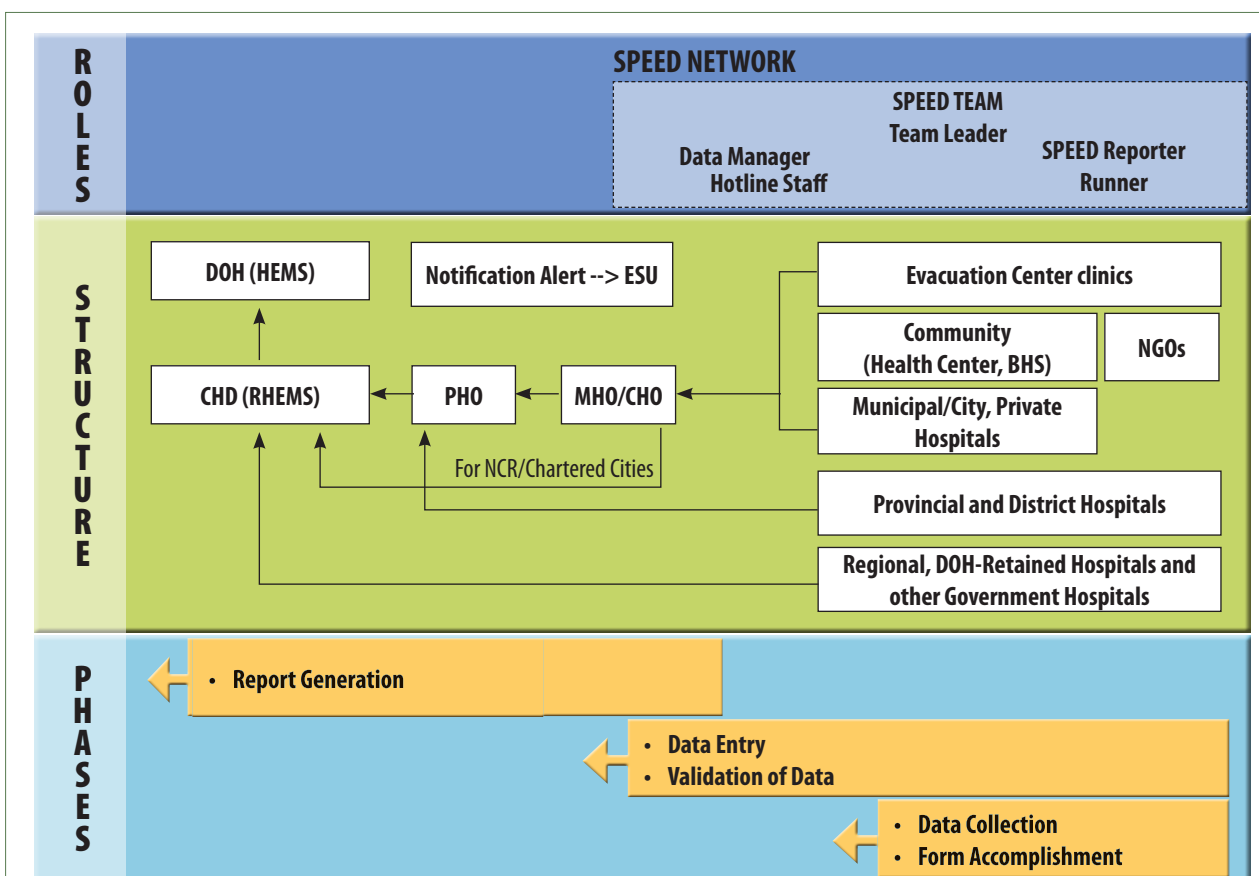 ROLES
SPEED NETWORK
SPEED TEAM
Team Leader
Data Manager
Hotline Staff
SPEED Reporter
Runner
STRUCTURE
DOH (HEMS)
Notification Alert --> ESU
Evacuation Center clinics
Community
(Health Center, BHS)
NGOs
CHD (RHEMS)
PHO
MHO/CHO
Municipal/City, Private
Hospitals
For NCR/Chartered Cities
Provincial and District Hospitals
Regional, DOH-Retained Hospitals and
other Government Hospitals
PHASES
• Report Generation
• Data Entry
• Validation of Data
• Data Collection
• Form Accomplishment